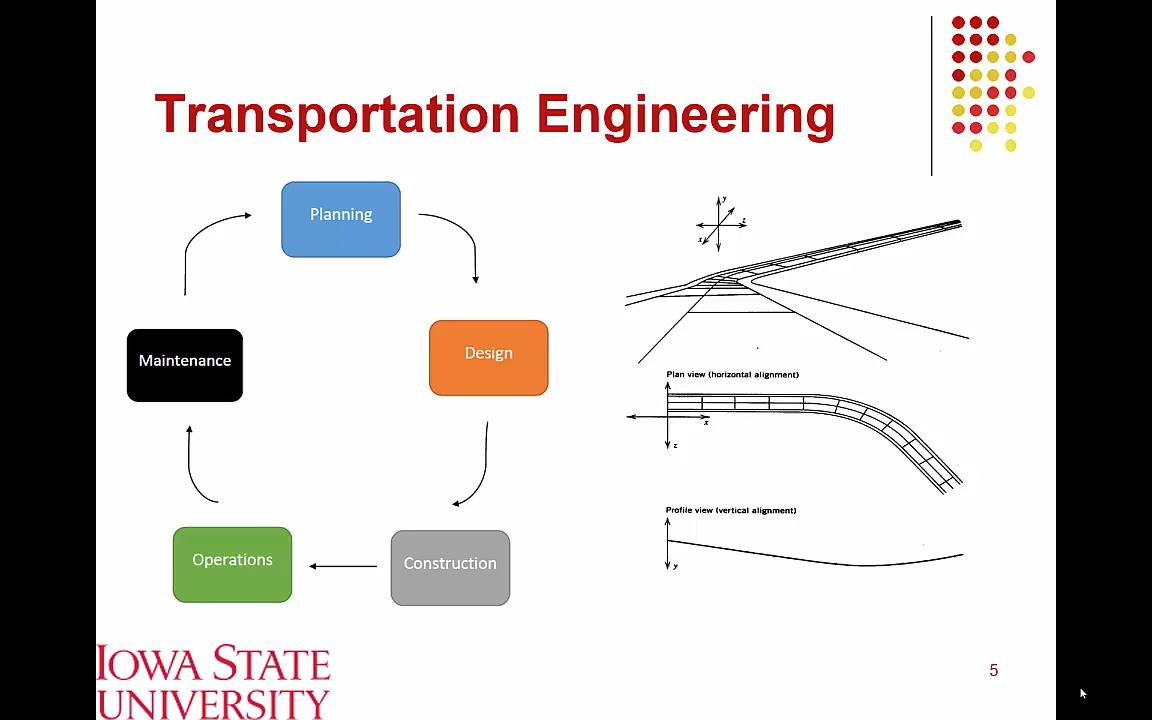 Transportation Engineering
Planning
Design
Construction
Operations
Maintenance
y
z
x
Plan view (horizontal alignment)
x
z
Profile view (vertical alignment)
y
IOWA STATE
UNIVERSITY
5